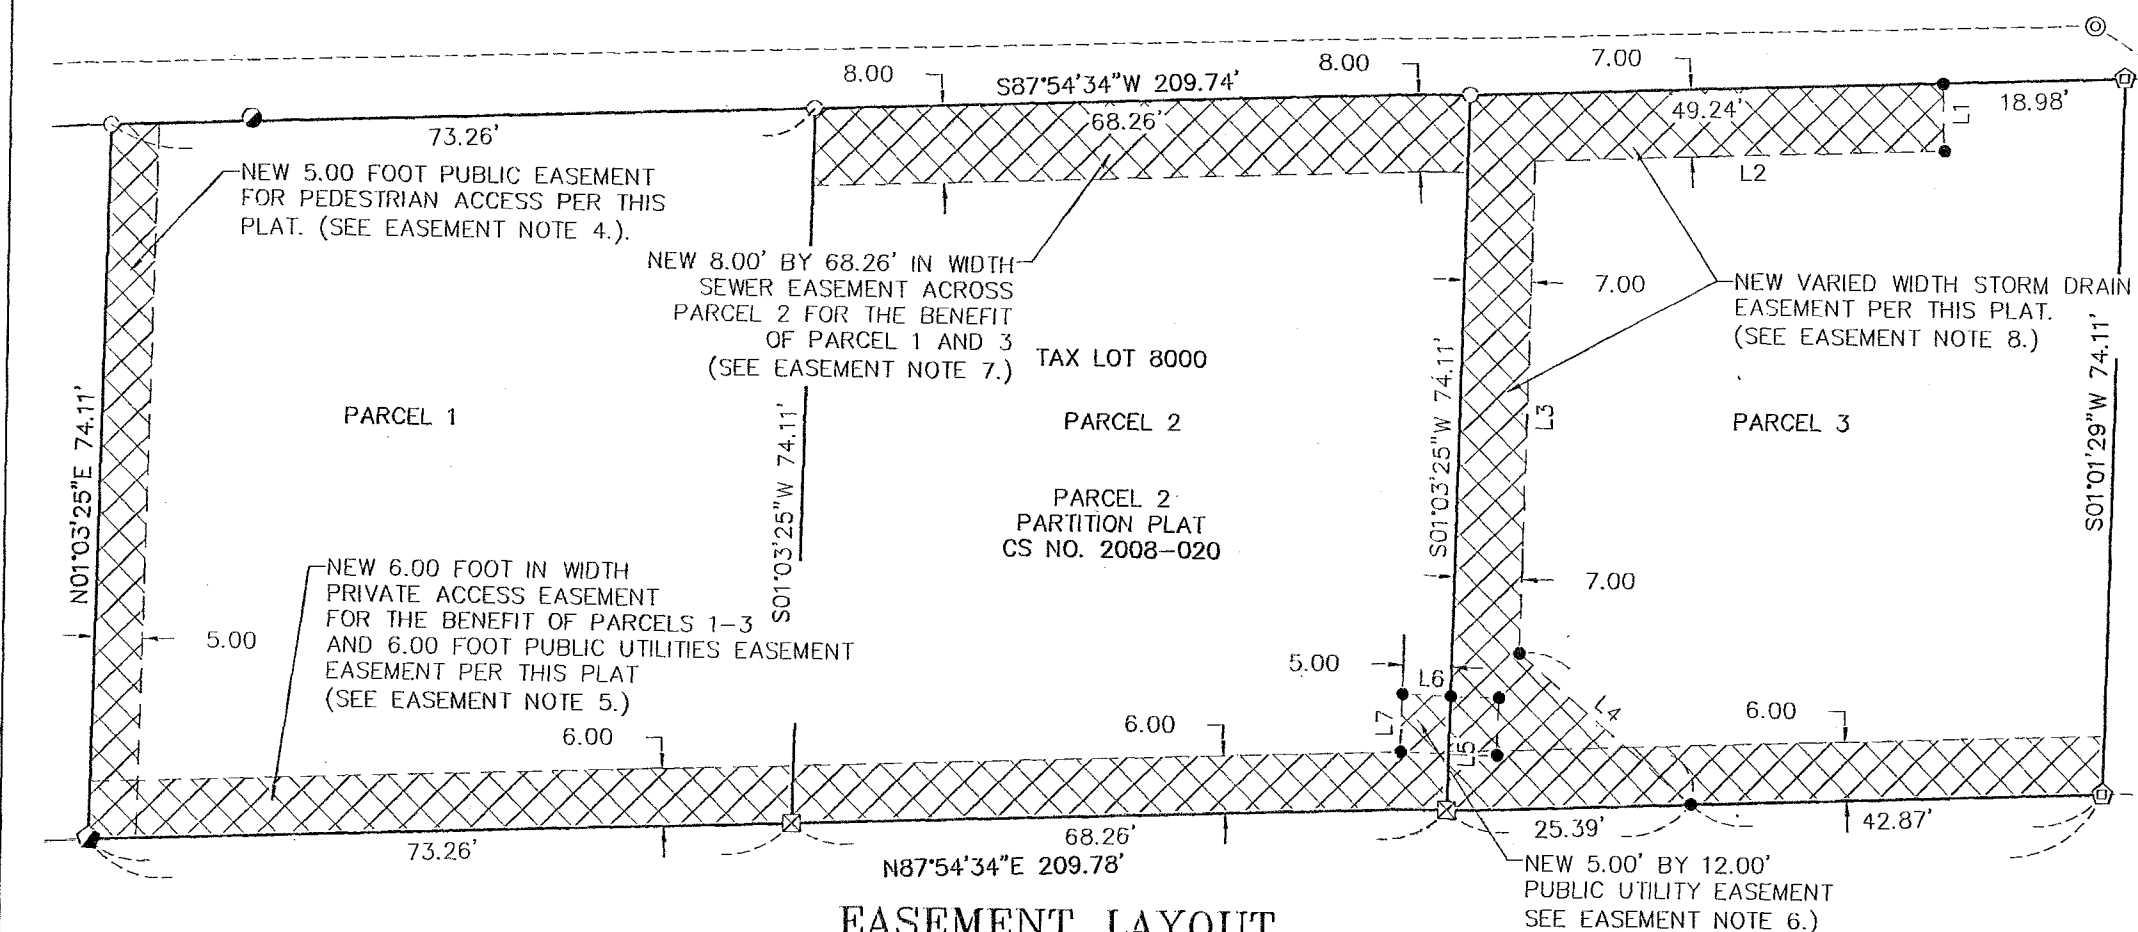 8.00
S87°54'34"W 209.74'
8.00
7.00
73.26'
68.26'
49.24'
L1
18.98'
L2
NEW 5.00 FOOT PUBLIC EASEMENT
FOR PEDESTRIAN ACCESS PER THIS
PLAT. (SEE EASEMENT NOTE 4.).
NEW 8.00' BY 68.26' IN WIDTH
SEWER EASEMENT ACROSS
PARCEL 2 FOR THE BENEFIT
OF PARCEL 1 AND 3
(SEE EASEMENT NOTE 7.)
7.00
NEW VARIED WIDTH STORM DRAIN
EASEMENT PER THIS PLAT.
(SEE EASEMENT NOTE 8.)
TAX LOT 8000
N01°03'25"E 74.11'
PARCEL 1
S01°03'25"W 74.11'
PARCEL 2
PARCEL 2
PARTITION PLAT
CS NO. 2008-020
S01°03'25"W 74.11'
L3
PARCEL 3
S01°01'29"W 74.11'
NEW 6.00 FOOT IN WIDTH
PRIVATE ACCESS EASEMENT
FOR THE BENEFIT OF PARCELS 1-3
AND 6.00 FOOT PUBLIC UTILITIES EASEMENT
EASEMENT PER THIS PLAT
(SEE EASEMENT NOTE 5.)
5.00
7.00
5.00
L6
L7
L5
L4
6.00
6.00
6.00
73.26'
68.26'
25.39'
42.87'
N87°54'34"E 209.78'
NEW 5.00' BY 12.00'
PUBLIC UTILITY EASEMENT
SEE EASEMENT NOTE 6.)
EASEMENT LAYOUT